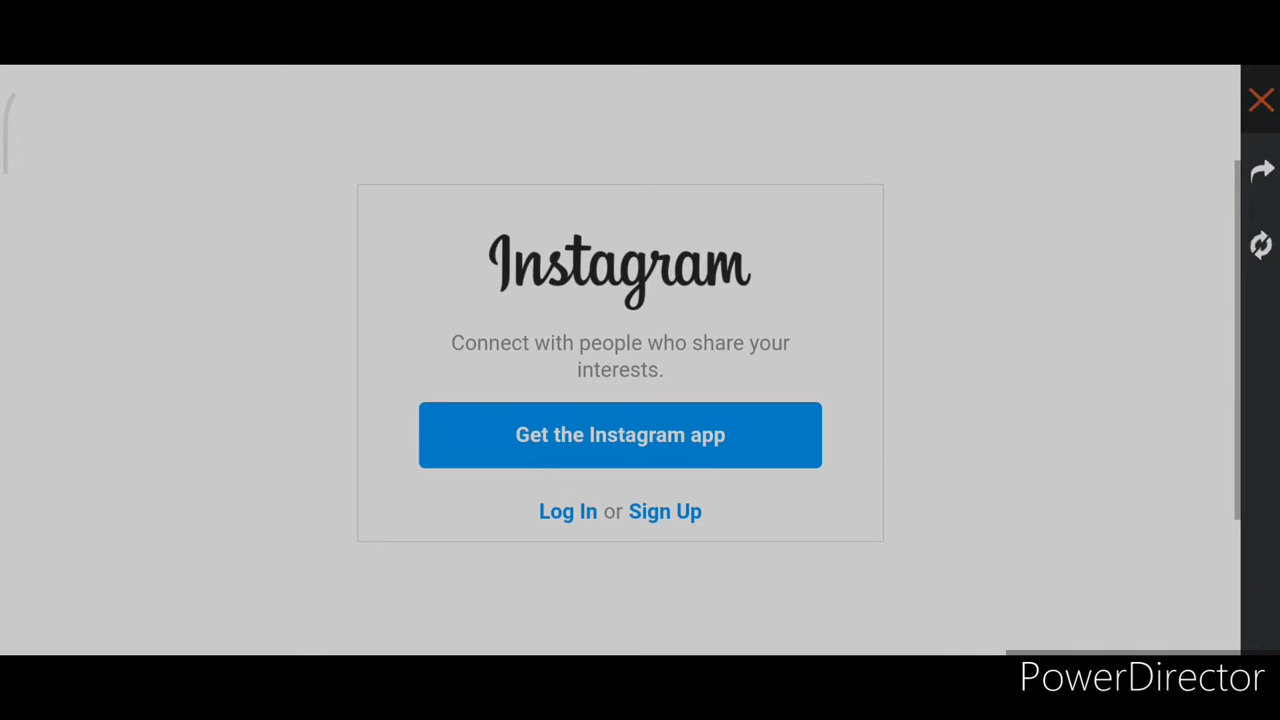 Instagram
Connect with people who share your
interests.
Get the Instagram app
Log In or Sign Up
PowerDirector